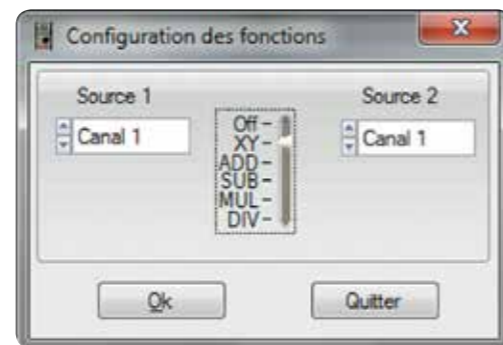 Configuration des fonctions
Source 1
Source 2
Canal 1
Off
XY
ADD
SUB
MUL
DIV
Canal 1
Ok
Quitter